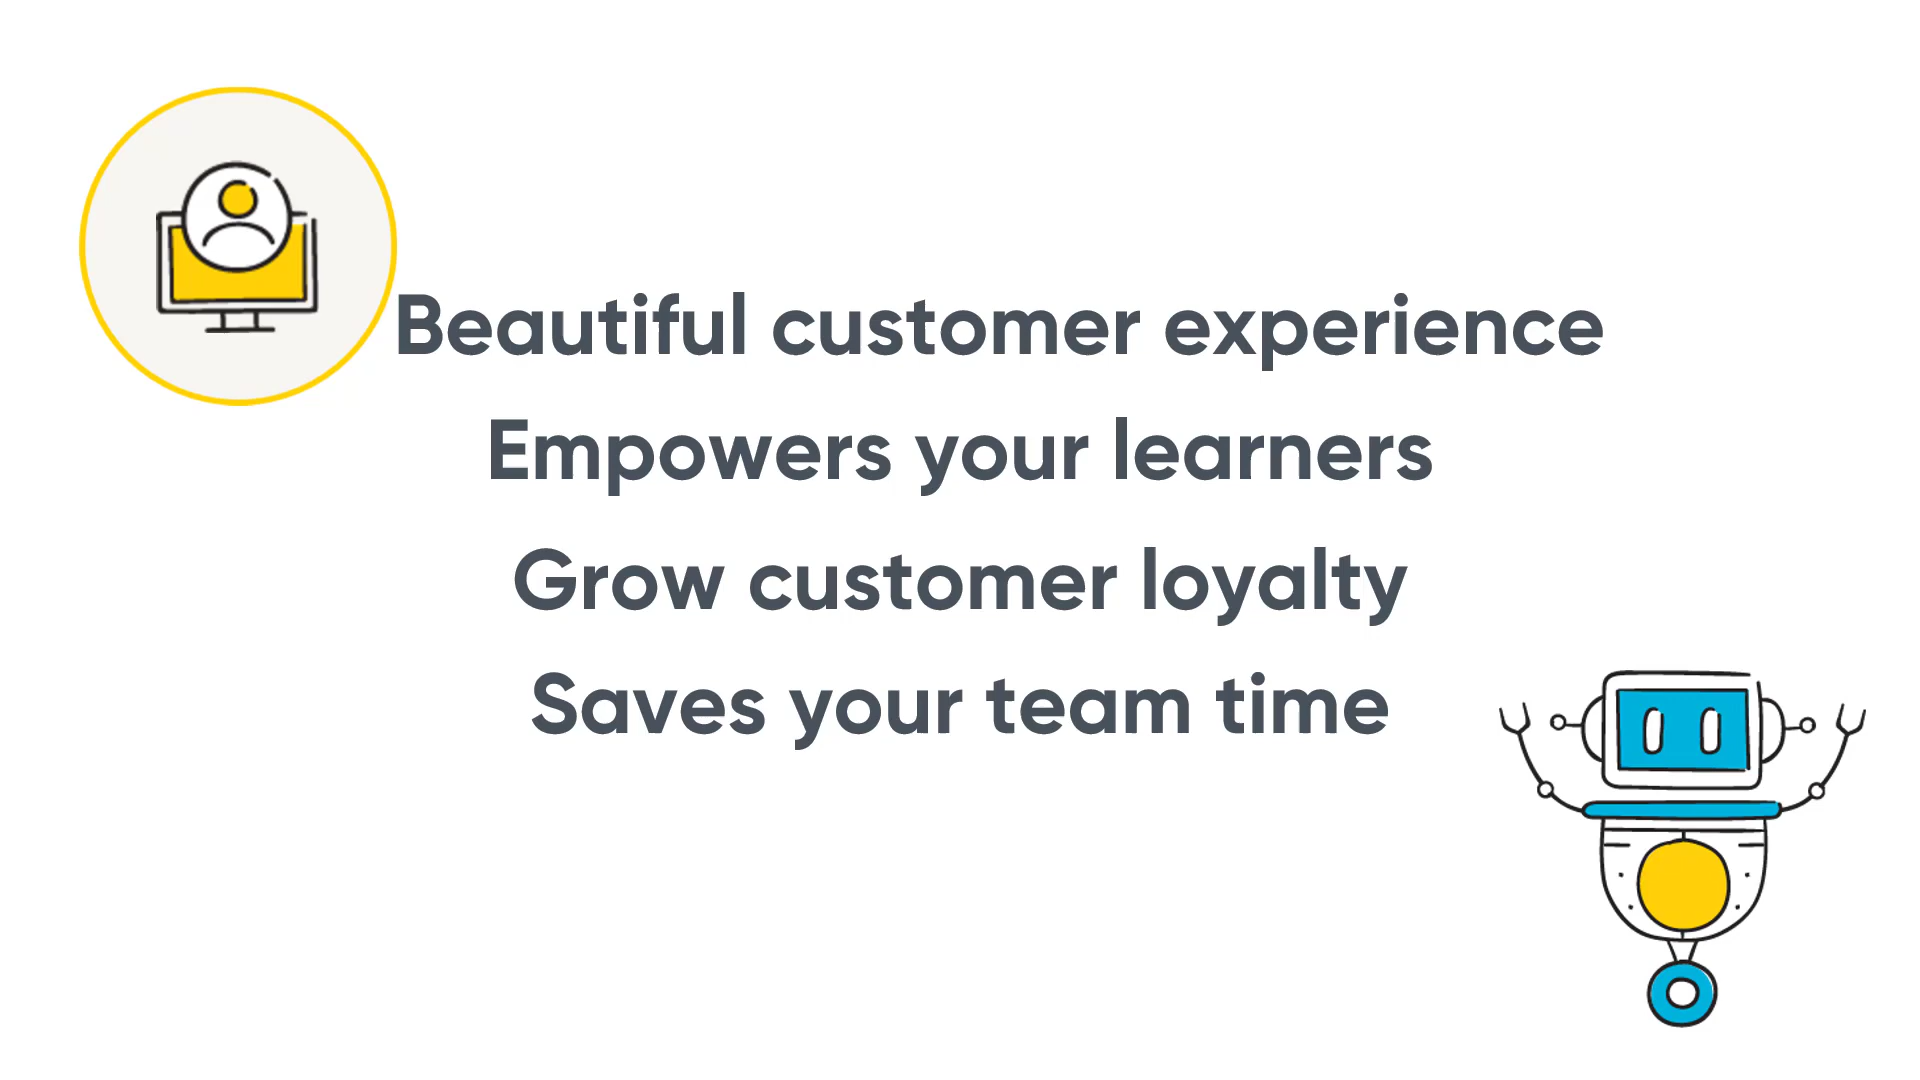 Beautiful customer experience
Empowers your learners
Grow customer loyalty
Saves your team time